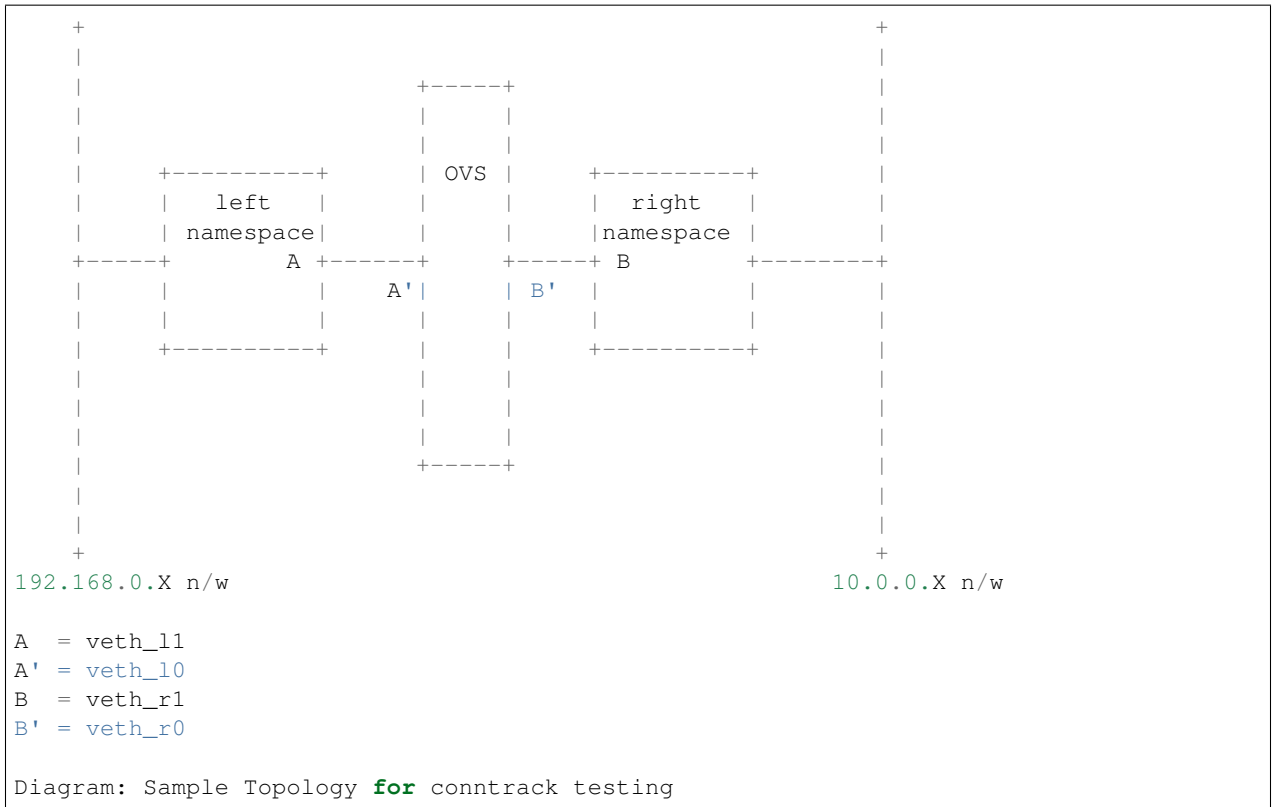 OVS
left
right
namespace
namespace
A
B
A'
B'
192.168.0.X n/w
10.0.0.X n/w
A = veth_l1
A' = veth_l0
B = veth_r1
B' = veth_r0
Diagram: Sample Topology for conntrack testing